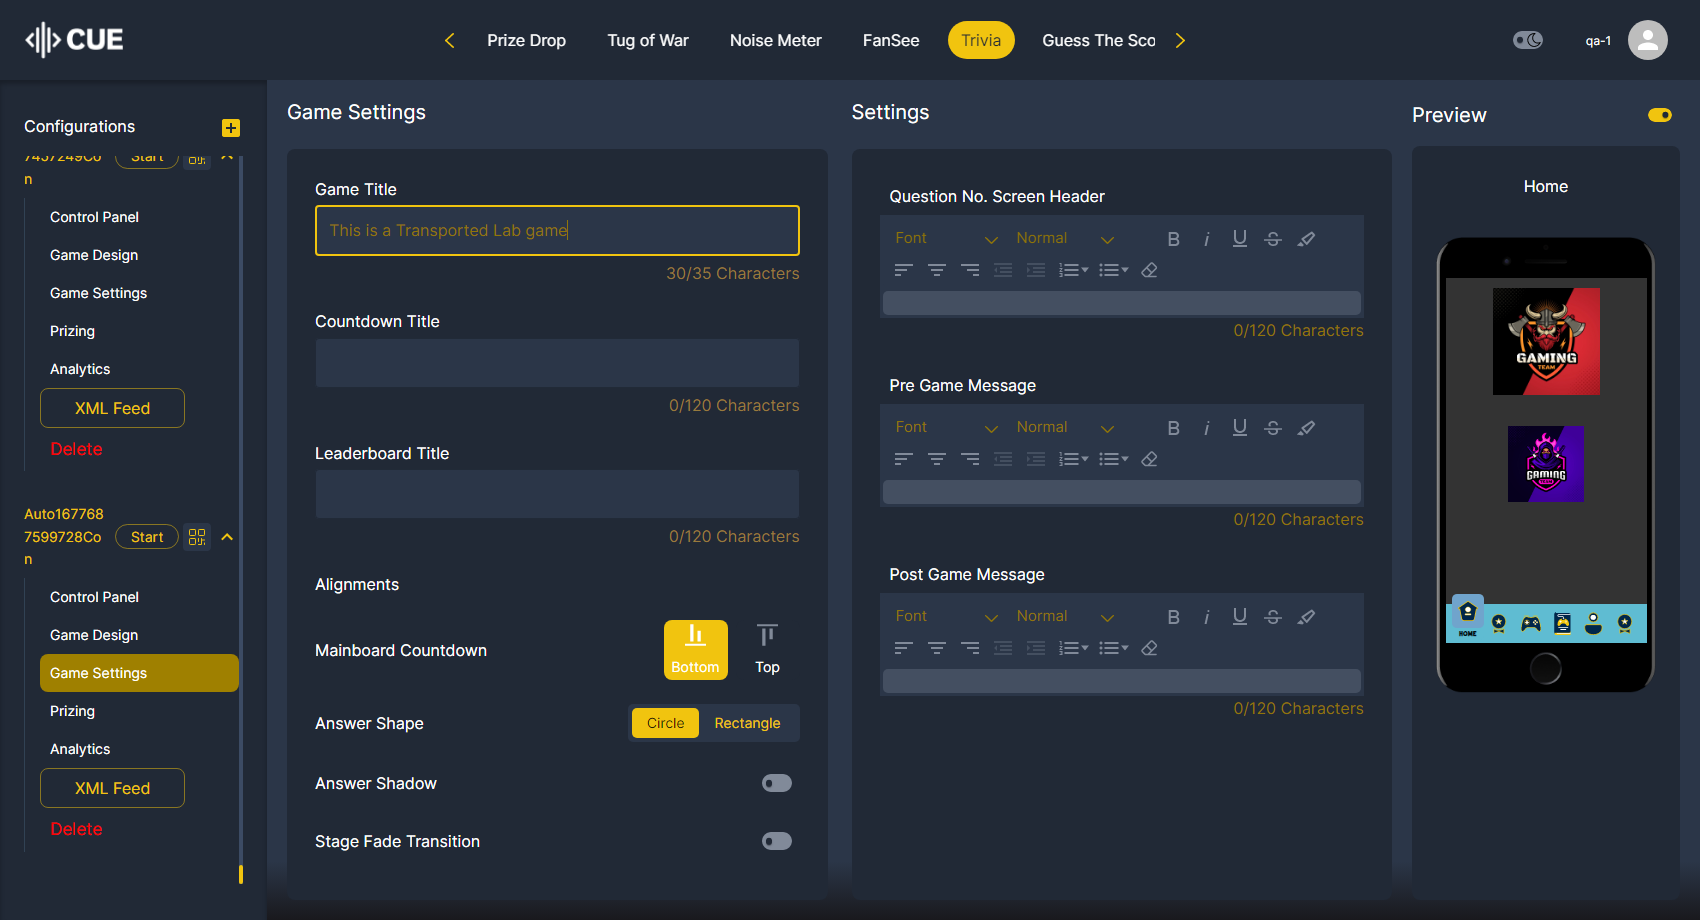 CUE
Prize Drop
Tug of War
Noise Meter
FanSee
Trivia
Guess The Sco
qa-1
Configurations
7457249Co
n
Start
Control Panel
Game Design
Game Settings
Prizing
Analytics
XML Feed
Delete
Auto167768
7599728Co
n
Start
Control Panel
Game Design
Game Settings
Prizing
Analytics
XML Feed
Delete
Game Settings
Game Title
This is a Transported Lab game
30/35 Characters
Countdown Title
0/120 Characters
Leaderboard Title
0/120 Characters
Alignments
Mainboard Countdown
Bottom
Top
Answer Shape
Circle
Rectangle
Answer Shadow
Stage Fade Transition
Settings
Question No. Screen Header
Font
Normal
0/120 Characters
Pre Game Message
Font
Normal
0/120 Characters
Post Game Message
Font
Normal
0/120 Characters
Preview
Home
GAMING
TEAM
GAMING
TEAM
HOME